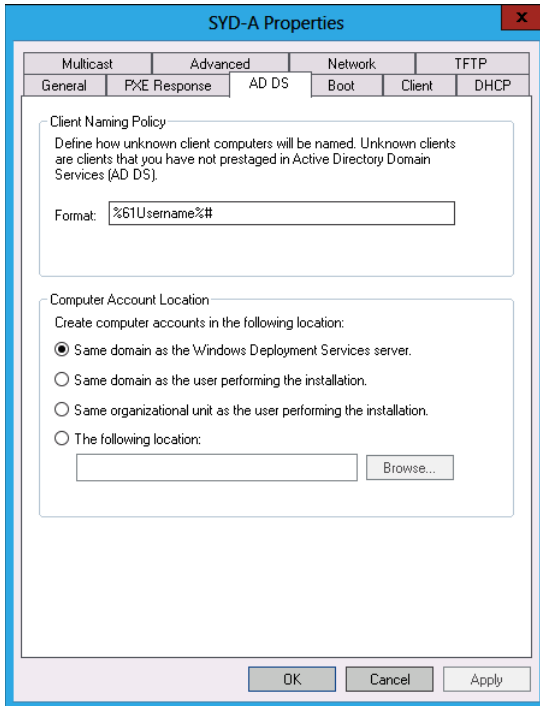 SYD-A Properties
x
Multicast Advanced Network TFTP
General PXE Response AD DS Boot Client DHCP
Client Naming Policy
Define how unknown client computers will be named. Unknown clients
are clients that you have not prestaged in Active Directory Domain
Services (AD DS).
Format: %61Username%#
Computer Account Location
Create computer accounts in the following location:
Same domain as the Windows Deployment Services server.
Same domain as the user performing the installation.
Same organizational unit as the user performing the installation.
The following location:
Browse...
OK Cancel Apply